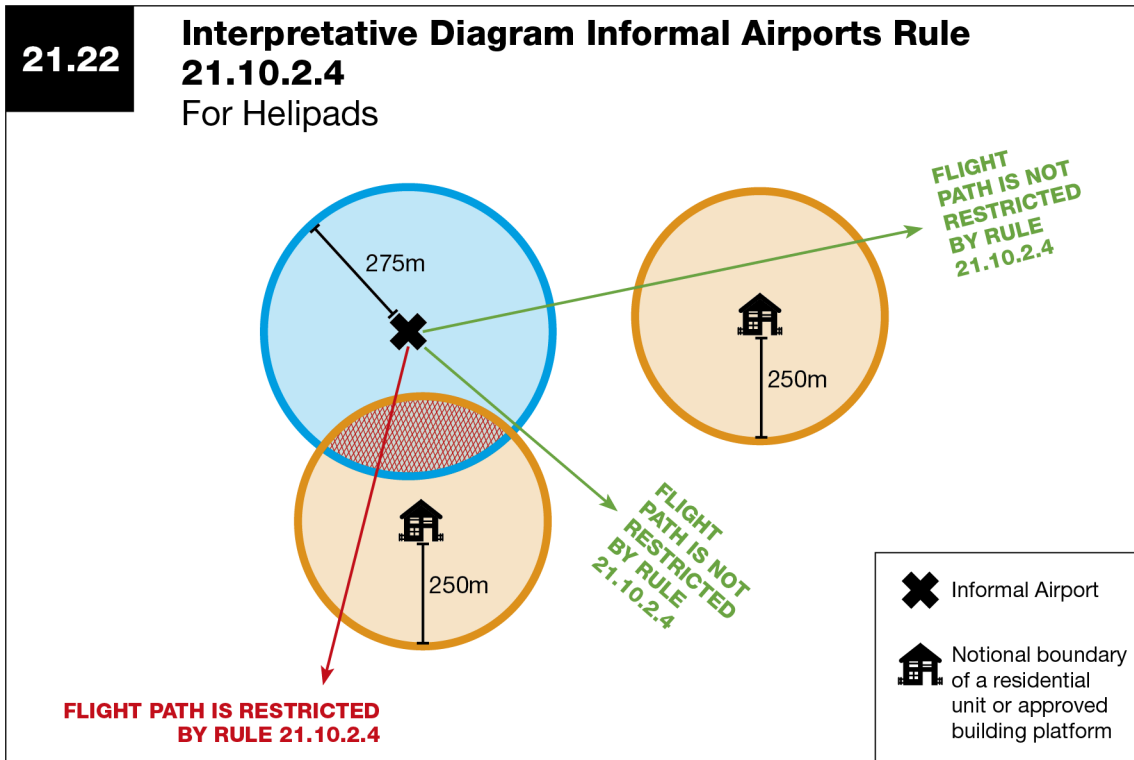 21.22
Interpretative Diagram Informal Airports Rule
21.10.2.4
For Helipads
275m
FLIGHT
PATH IS NOT
RESTRICTED
BY RULE
21.10.2.4
250m
FLIGHT
PATH IS NOT
RESTRICTED
BY RULE
21.10.2.4
250m
FLIGHT PATH IS RESTRICTED
BY RULE 21.10.2.4
Informal Airport
Notional boundary
of a residential
unit or approved
building platform